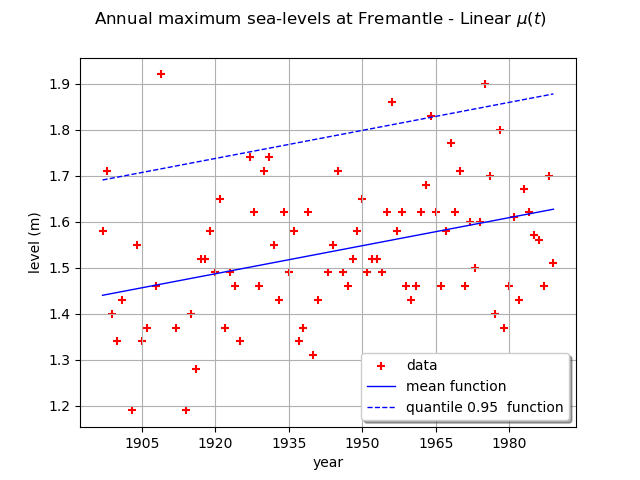 Annual maximum sea-levels at Fremantle - Linear μ(t)
1.9
1.8
1.7
1.6
1.5
1.4
1.3
1.2
level (m)
data
mean function
quantile 0.95  function
1905 1920 1935 1950 1965 1980
year